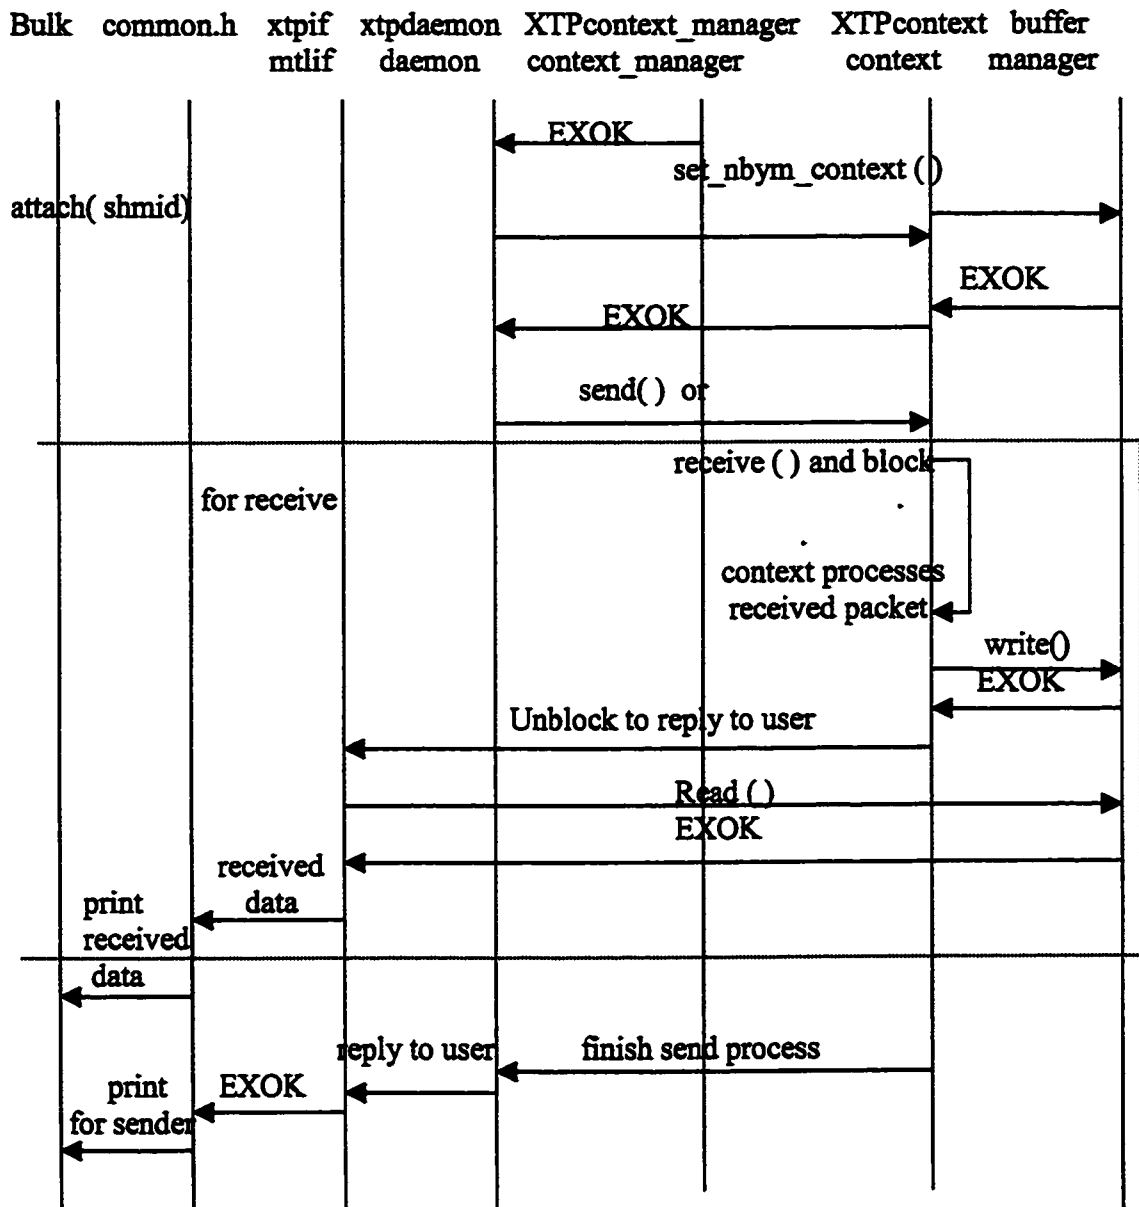 Bulk common.h xtpif xtpdaemon XTPcontext_manager XTPcontext buffer
mtlif daemon context_manager context manager
EXOK
set_nbym_context ( )
attach( shmid)
EXOK
EXOK
send( ) or
receive ( ) and block
for receive
context processes
received packet
write()
EXOK
Unblock to reply to user
Read ( )
EXOK
received
data
print
received
data
reply to user
finish send process
print
EXOK
for sender